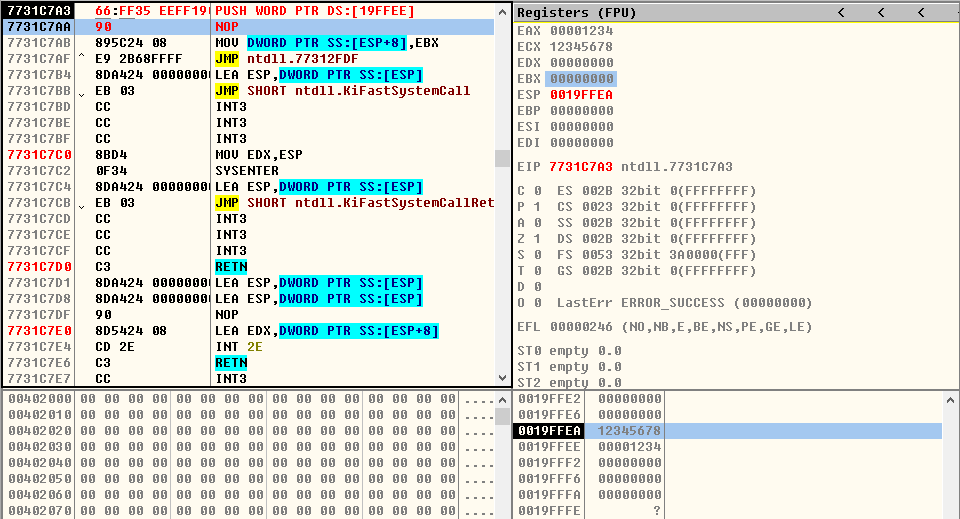 7731C7A3 66:FF35 EEFF19 PUSH WORD PTR DS:[19FFEE]
7731C7AA 90 NOP
7731C7AB 895C24 08 MOV DWORD PTR SS:[ESP+8],EBX
7731C7AF ^ E9 2B68FFFF JMP ntdll.77312FDF
7731C7B4 8DA424 00000000 LEA ESP,DWORD PTR SS:[ESP]
7731C7BB EB 03 JMP SHORT ntdll.KiFastSystemCall
7731C7BD CC INT3
7731C7BE CC INT3
7731C7BF CC INT3
7731C7C0 8BD4 MOV EDX,ESP
7731C7C2 0F34 SYSENTER
7731C7C4 8DA424 00000000 LEA ESP,DWORD PTR SS:[ESP]
7731C7CB EB 03 JMP SHORT ntdll.KiFastSystemCallRet
7731C7CD CC INT3
7731C7CE CC INT3
7731C7CF CC INT3
7731C7D0 C3 RETN
7731C7D1 8DA424 00000000 LEA ESP,DWORD PTR SS:[ESP]
7731C7D8 8DA424 00000000 LEA ESP,DWORD PTR SS:[ESP]
7731C7DF 90 NOP
7731C7E0 8D5424 08 LEA EDX,DWORD PTR SS:[ESP+8]
7731C7E4 CD 2E INT 2E
7731C7E6 C3 RETN
7731C7E7 CC INT3
Registers (FPU) < < <
EAX 00001234
ECX 12345678
EDX 00000000
EBX 00000000
ESP 0019FFEA
EBP 00000000
ESI 00000000
EDI 00000000
EIP 7731C7A3 ntdll.7731C7A3
C 0 ES 002B 32bit 0(FFFFFFFF)
P 1 CS 0023 32bit 0(FFFFFFFF)
A 0 SS 002B 32bit 0(FFFFFFFF)
Z 1 DS 002B 32bit 0(FFFFFFFF)
S 0 FS 0053 32bit 3A0000(FFF)
T 0 GS 002B 32bit 0(FFFFFFFF)
D 0
O 0 LastErr ERROR_SUCCESS (00000000)
EFL 00000246 (NO,NB,E,BE,NS,PE,GE,LE)
ST0 empty 0.0
ST1 empty 0.0
ST2 empty 0.0
00402000 00 00 00 00 00 00 00 00 00 00 00 00 00 00 00 00 ....
00402010 00 00 00 00 00 00 00 00 00 00 00 00 00 00 00 00 ....
00402020 00 00 00 00 00 00 00 00 00 00 00 00 00 00 00 00 ....
00402030 00 00 00 00 00 00 00 00 00 00 00 00 00 00 00 00 ....
00402040 00 00 00 00 00 00 00 00 00 00 00 00 00 00 00 00 ....
00402050 00 00 00 00 00 00 00 00 00 00 00 00 00 00 00 00 ....
00402060 00 00 00 00 00 00 00 00 00 00 00 00 00 00 00 00 ....
00402070 00 00 00 00 00 00 00 00 00 00 00 00 00 00 00 00 ....
0019FFE2 00000000
0019FFE6 00000000
0019FFEA 12345678
0019FFEE 00001234
0019FFF2 00000000
0019FFF6 00000000
0019FFFA 00000000
0019FFFE ?